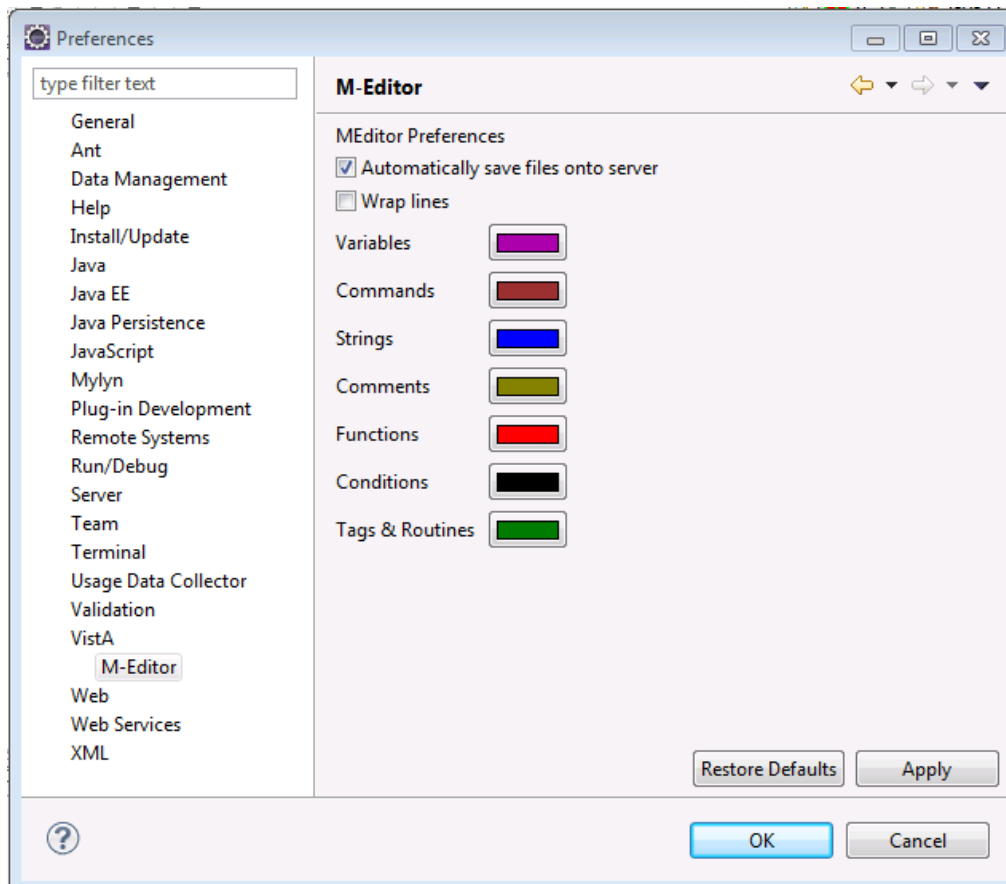 Preferences
type filter text
General
Ant
Data Management
Help
Install/Update
Java
Java EE
Java Persistence
JavaScript
Mylyn
Plug-in Development
Remote Systems
Run/Debug
Server
Team
Terminal
Usage Data Collector
Validation
VistA
M-Editor
Web
Web Services
XML
M-Editor
MEditor Preferences
Automatically save files onto server
Wrap lines
Variables
Commands
Strings
Comments
Functions
Conditions
Tags & Routines
Restore Defaults
Apply
OK
Cancel